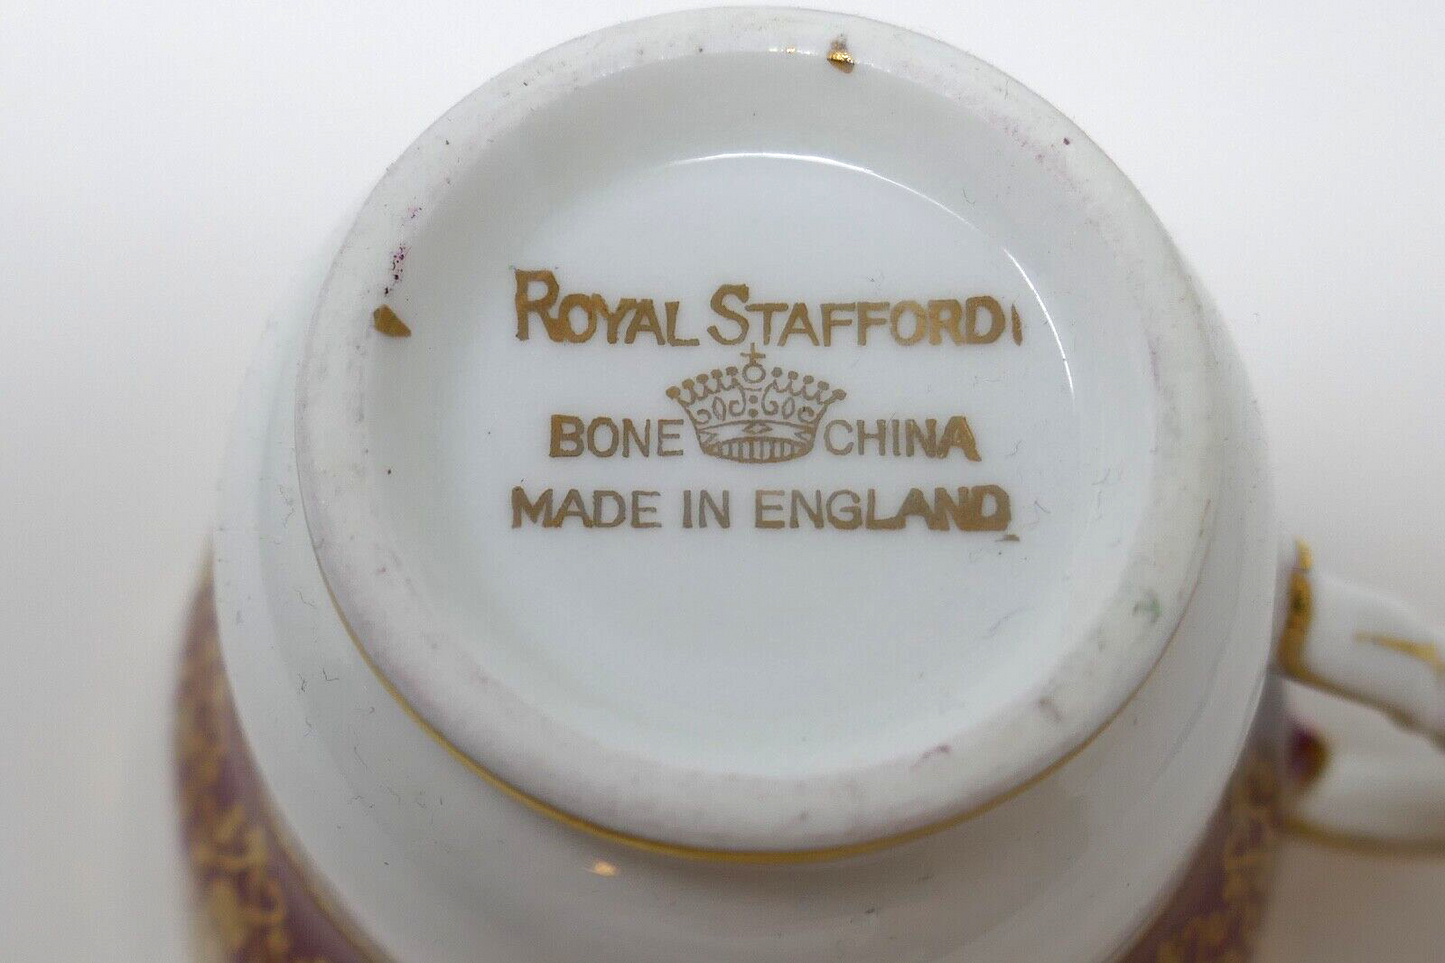 ROYAL STAFFORD
BONE CHINA
MADE IN ENGLAND